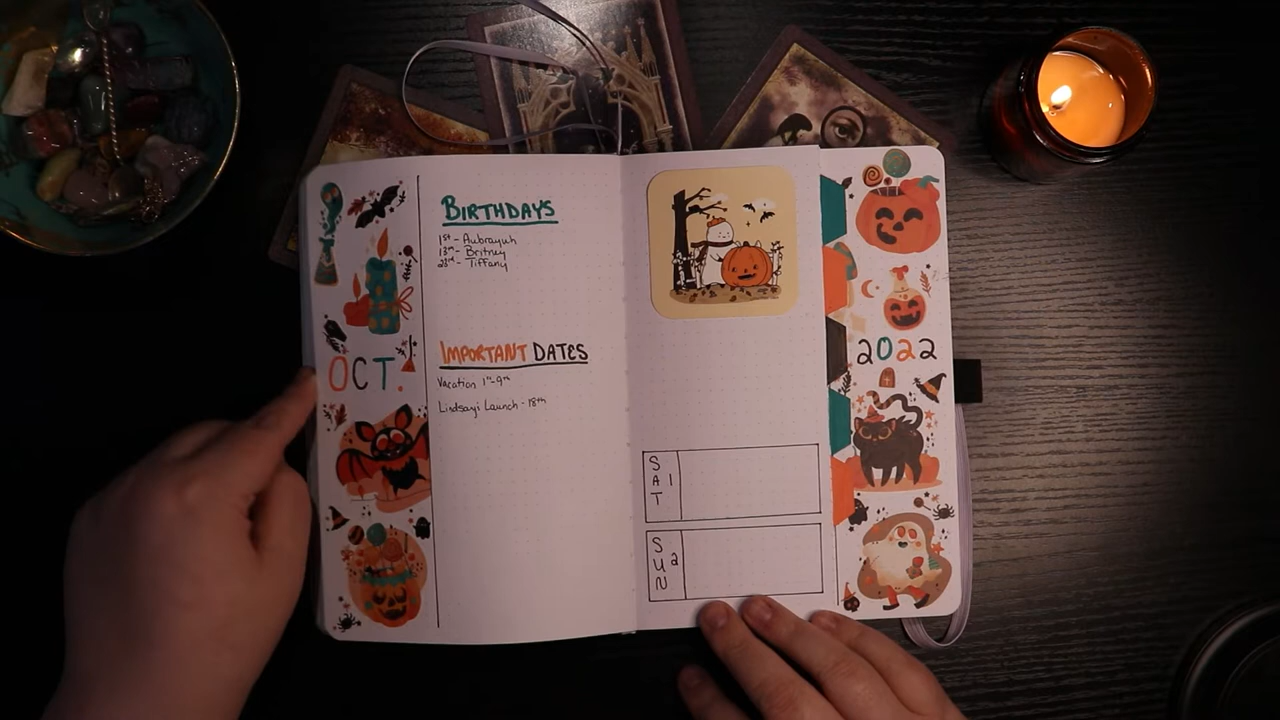 OCT.
BIRTHDAYS
1st - Aubrayuh
13th - Britney
23rd - Tiffany
IMPORTANT DATES
Vacation 1st-9th
Lindsay's Launch - 18th
SAT 1
SUN 2
2022